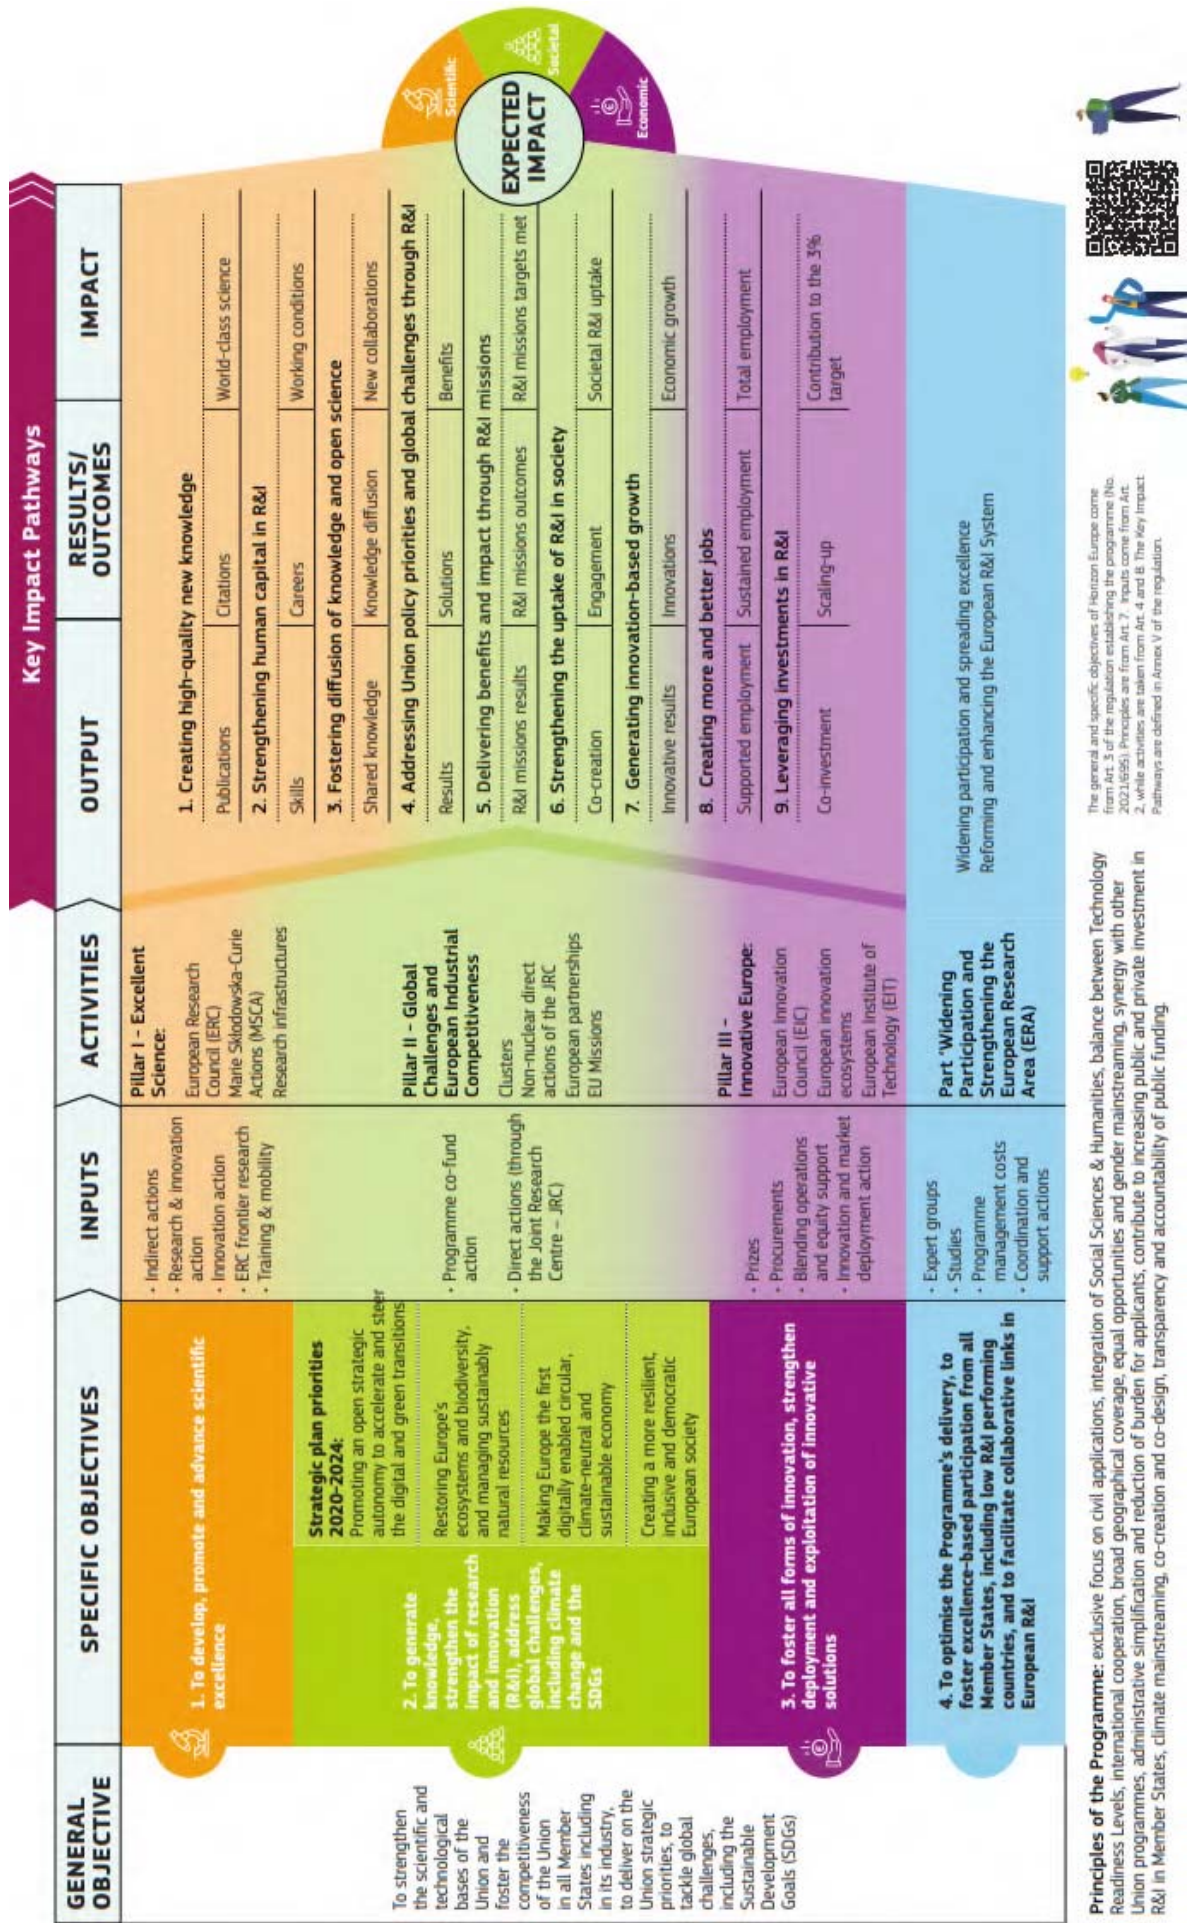 Key Impact Pathways
GENERAL
OBJECTIVE
SPECIFIC OBJECTIVES
INPUTS
ACTIVITIES
OUTPUT
RESULTS/
OUTCOMES
IMPACT
To strengthen
the scientific and
technological
bases of the
Union and
foster the
competitiveness
of the Union
in all Member
States including
in its industry,
to deliver on the
Union strategic
priorities, to
tackle global
challenges,
including the
Sustainable
Development
Goals (SDGs)
1. To develop, promote and advance scientific
excellence
2. To generate
knowledge,
strengthen the
impact of research
and innovation
(R&I), address
global challenges,
including climate
change and the
SDGs
Strategic plan priorities
2020-2024:
Promoting an open strategic
autonomy to accelerate and steer
the digital and green transitions
Restoring Europe's
ecosystems and biodiversity,
and managing sustainably
natural resources
Making Europe the first
digitally enabled circular,
climate-neutral and
sustainable economy
Creating a more resilient,
inclusive and democratic
European society
3. To foster all forms of innovation, strengthen
deployment and exploitation of innovative
solutions
4. To optimise the Programme's delivery, to
foster excellence-based participation from all
Member States, including low R&I performing
countries, and to facilitate collaborative links in
European R&I
• Indirect actions
• Research & innovation
action
• Innovation action
• ERC frontier research
• Training & mobility
• Programme co-fund
action
• Direct actions (through
the Joint Research
Centre – JRC)
• Prizes
• Procurements
• Blending operations
and equity support
• Innovation and market
deployment action
• Expert groups
• Studies
• Programme
management costs
• Coordination and
support actions
Pillar I - Excellent
Science:
European Research
Council (ERC)
Marie Sklodowska-Curie
Actions (MSCA)
Research infrastructures
Pillar II - Global
Challenges and
European Industrial
Competitiveness
Clusters
Non-nuclear direct
actions of the JRC
European partnerships
EU Missions
Pillar III –
Innovative Europe:
European Innovation
Council (EIC)
European innovation
ecosystems
European Institute of
Technology (EIT)
Part 'Widening
Participation and
Strengthening the
European Research
Area (ERA)
1. Creating high-quality new knowledge
Publications Citations World-class science
2. Strengthening human capital in R&I
Skills Careers Working conditions
3. Fostering diffusion of knowledge and open science
Shared knowledge Knowledge diffusion New collaborations
4. Addressing Union policy priorities and global challenges through R&I
Results Solutions Benefits
5. Delivering benefits and impact through R&I missions
R&I missions results R&I missions outcomes R&I missions targets met
6. Strengthening the uptake of R&I in society
Co-creation Engagement Societal R&I uptake
7. Generating innovation-based growth
Innovative results Innovations Economic growth
8. Creating more and better jobs
Supported employment Sustained employment Total employment
9. Leveraging investments in R&I
Co-investment Scaling-up Contribution to the 3%
target
Widening participation and spreading excellence
Reforming and enhancing the European R&I System
EXPECTED
IMPACT
Scientific
Societal
Economic
Principles of the Programme: exclusive focus on civil applications, integration of Social Sciences & Humanities, balance between Technology
Readiness Levels, international cooperation, broad geographical coverage, equal opportunities and gender mainstreaming, synergy with other
Union programmes, administrative simplification and reduction of burden for applicants, contribute to increasing public and private investment in
R&I in Member States, climate mainstreaming, co-creation and co-design, transparency and accountability of public funding.
The general and specific objectives of Horizon Europe come
from Art. 3 of the regulation establishing the programme (No.
2021/695). Principles are from Art 7. Inputs come from Art.
2, while activities are taken from Art. 4 and 8. The Key Impact
Pathways are defined in Annex V of the regulation.